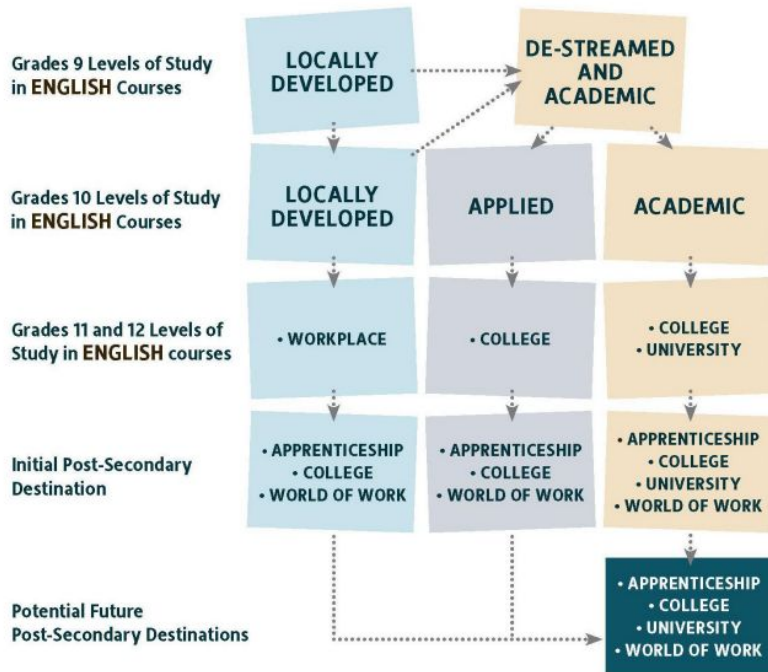 Grades 9 Levels of Study
in ENGLISH Courses
LOCALLY
DEVELOPED
DE-STREAMED
AND
ACADEMIC
Grades 10 Levels of Study
in ENGLISH Courses
LOCALLY
DEVELOPED
APPLIED
ACADEMIC
Grades 11 and 12 Levels of
Study in ENGLISH courses
• WORKPLACE
• COLLEGE
• COLLEGE
• UNIVERSITY
Initial Post-Secondary
Destination
• APPRENTICESHIP
• COLLEGE
• WORLD OF WORK
• APPRENTICESHIP
• COLLEGE
• WORLD OF WORK
• APPRENTICESHIP
• COLLEGE
• UNIVERSITY
• WORLD OF WORK
Potential Future
Post-Secondary Destinations
• APPRENTICESHIP
• COLLEGE
• UNIVERSITY
• WORLD OF WORK